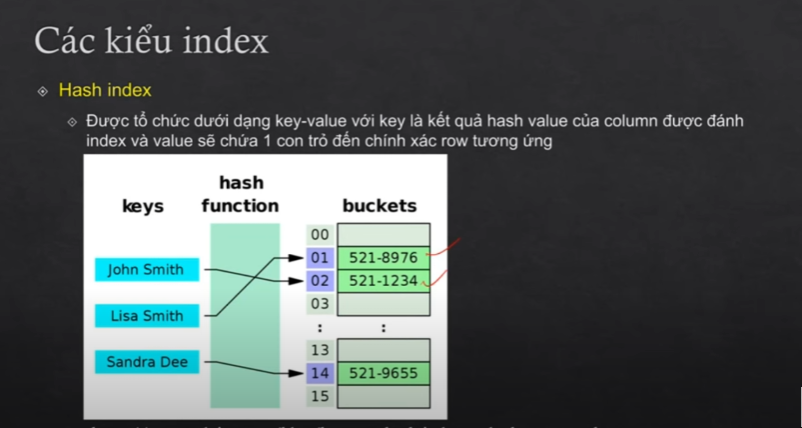 Các kiểu index
Hash index
Được tổ chức dưới dạng key-value với key là kết quả hash value của column được đánh
index và value sẽ chứa 1 con trỏ đến chính xác row tương ứng
hash
keys function buckets
00
01 521-8976
John Smith
02 521-1234
03
Lisa Smith
: :
13
Sandra Dee
14 521-9655
15